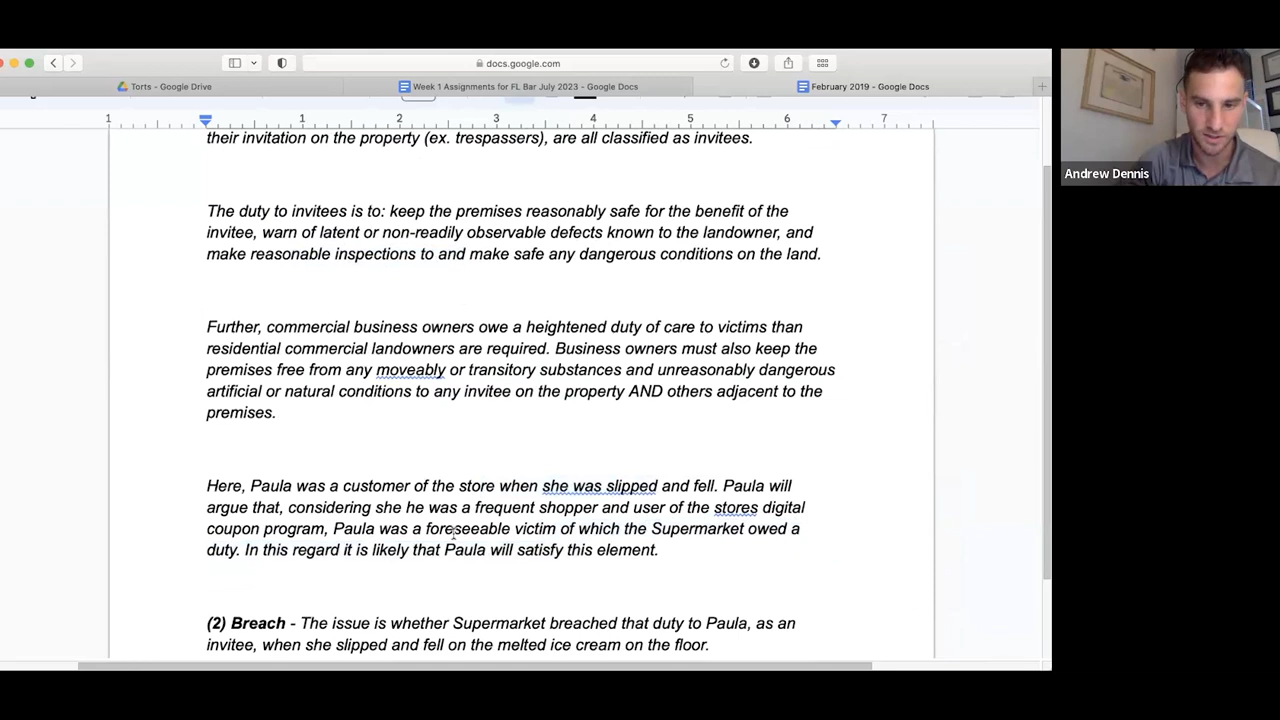 docs.google.com
Torts - Google Drive
Week 1 Assignments for FL Bar July 2023 - Google Docs
February 2019 - Google Docs
1 1 2 3 4 5 6 7
their invitation on the property (ex. trespassers), are all classified as invitees.
The duty to invitees is to: keep the premises reasonably safe for the benefit of the
invitee, warn of latent or non-readily observable defects known to the landowner, and
make reasonable inspections to and make safe any dangerous conditions on the land.
Further, commercial business owners owe a heightened duty of care to victims than
residential commercial landowners are required. Business owners must also keep the
premises free from any moveably or transitory substances and unreasonably dangerous
artificial or natural conditions to any invitee on the property AND others adjacent to the
premises.
Here, Paula was a customer of the store when she was slipped and fell. Paula will
argue that, considering she he was a frequent shopper and user of the stores digital
coupon program, Paula was a foreseeable victim of which the Supermarket owed a
duty. In this regard it is likely that Paula will satisfy this element.
(2) Breach - The issue is whether Supermarket breached that duty to Paula, as an
invitee, when she slipped and fell on the melted ice cream on the floor.
Andrew Dennis